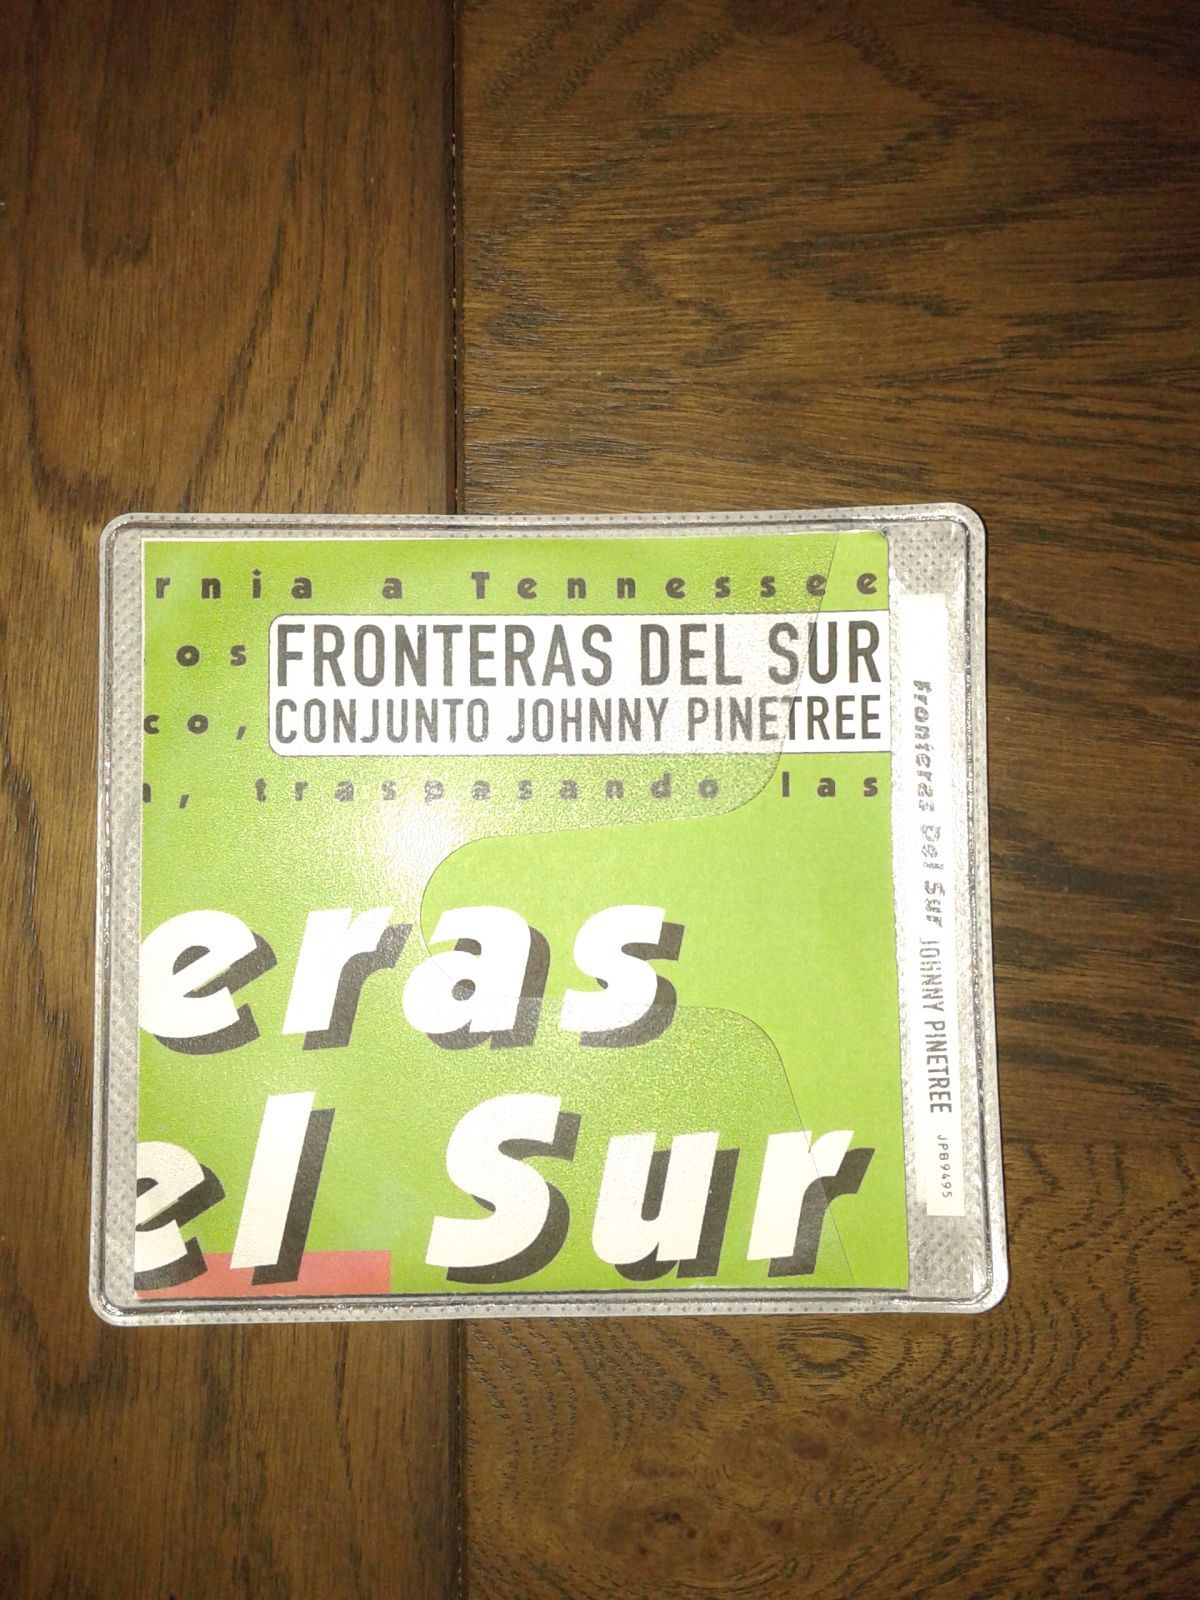 rnia a Tennessee
os
FRONTERAS DEL SUR
co,
CONJUNTO JOHNNY PINETREE
a, traspasando las
eras
el Sur
Fronteras Del Sur JOHNNY PINETREE JPB9495